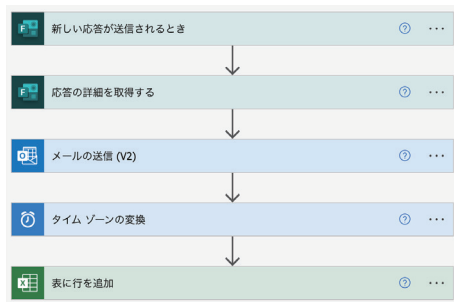 新しい応答が送信されるとき
応答の詳細を取得する
メールの送信 (V2)
タイム ゾーンの変換
表に行を追加